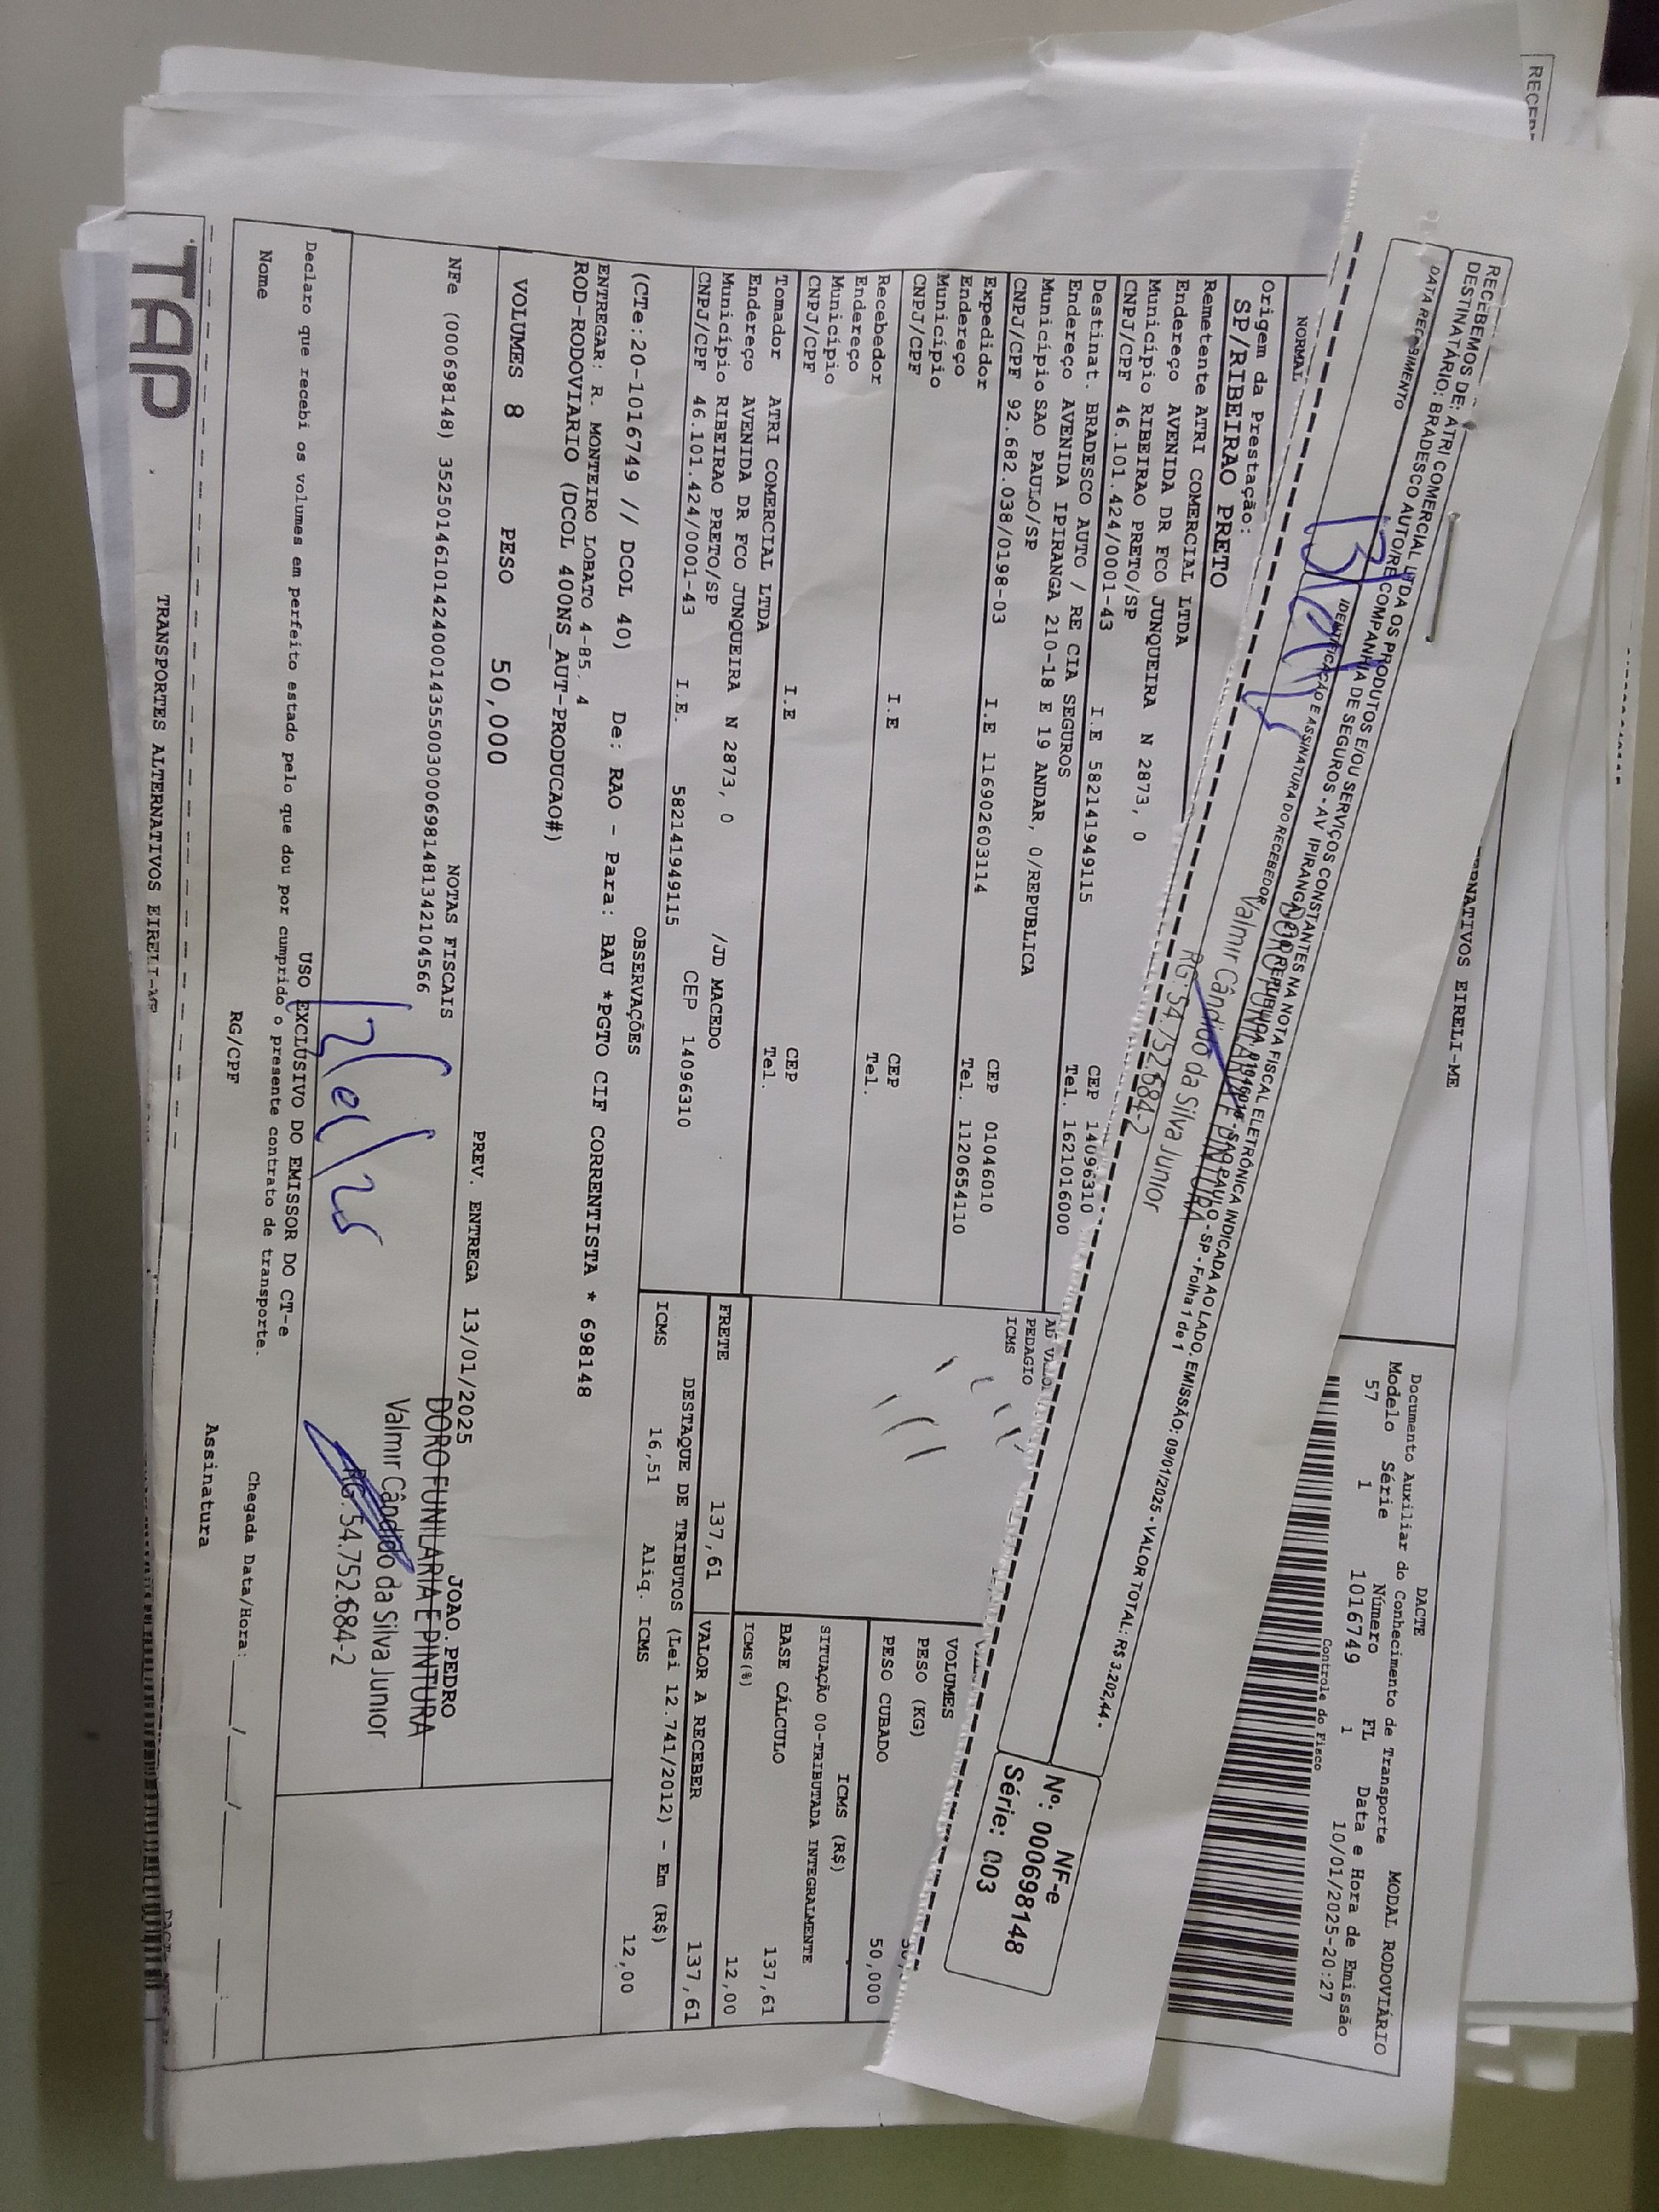 RECEBEMOS DE: ATRI COMERCIAL LTDA OS PRODUTOS E/OU SERVIÇOS CONSTANTES NA NOTA FISCAL ELETRÔNICA INDICADA AO LADO. EMISSÃO: 09/01/2025 - VALOR TOTAL: R$ 3.202,44 -
DESTINATÁRIO: BRADESCO AUTO/RE COMPANHIA DE SEGUROS - AV IPIRANGA, REPUBLICA, SÃO PAULO - SP - Folha 1 de 1
DATA RECEBIMENTO
IDENTIFICAÇÃO E ASSINATURA DO RECEBEDOR
DORO FUNILARIA E PINTURA
Valmir Cândido da Silva Junior
RG: 54.752.684-2
NF-e
Nº: 000698148
Série: 003
ERNATIVOS EIRELI-ME
DACTE
MODAL RODOVIÁRIO
Documento Auxiliar do Conhecimento de Transporte
Modelo Série Número FL Data e Hora de Emissão
57 1 1016749 1 10/01/2025-20:27
Controle do Fisco
NORMAL
Origem da Prestação:
SP/RIBEIRAO PRETO
Remetente ATRI COMERCIAL LTDA
Endereço AVENIDA DR FCO JUNQUEIRA N 2873, 0
Município RIBEIRAO PRETO/SP CEP 14096310
CNPJ/CPF 46.101.424/0001-43 I.E 582141949115 Tel. 1621016000
Destinat. BRADESCO AUTO / RE CIA SEGUROS
Endereço AVENIDA IPIRANGA 210-18 E 19 ANDAR, 0/REPUBLICA
Município SAO PAULO/SP CEP 01046010
CNPJ/CPF 92.682.038/0198-03 I.E 116902603114 Tel. 1120654110
Expedidor
Endereço
Município CEP
CNPJ/CPF I.E Tel.
Recebedor
Endereço
Município CEP
CNPJ/CPF I.E Tel.
Tomador ATRI COMERCIAL LTDA
Endereço AVENIDA DR FCO JUNQUEIRA N 2873, 0 /JD MACEDO
Município RIBEIRAO PRETO/SP CEP 14096310
CNPJ/CPF 46.101.424/0001-43 I.E. 582141949115
PEDAGIO
ICMS
VOLUMES
PESO (KG)
PESO CUBADO 50,000
ICMS (R$)
SITUAÇÃO 00-TRIBUTADA INTEGRALMENTE
BASE CÁLCULO 137,61
ICMS(%) 12,00
FRETE 137,61 VALOR A RECEBER 137,61
DESTAQUE DE TRIBUTOS (Lei 12.741/2012) - Em (R$)
ICMS 16,51 Aliq. ICMS 12,00
OBSERVAÇÕES
(CTe:20-1016749 // DCOL 40) De: RAO - Para: BAU *PGTO CIF CORRENTISTA * 698148
ENTREGAR: R. MONTEIRO LOBATO 4-85. 4
ROD-RODOVIARIO (DCOL 400NS_AUT-PRODUCAO#)
VOLUMES 8 PESO 50,000 PREV. ENTREGA 13/01/2025
NOTAS FISCAIS
JOAO.PEDRO
NFe (000698148) 35250146101424000143550030006981481342104566
DORO FUNILARIA E PINTURA
Valmir Cândido da Silva Junior
RG: 54.752.684-2
USO EXCLUSIVO DO EMISSOR DO CT-e
Declaro que recebi os volumes em perfeito estado pelo que dou por cumprido o presente contrato de transporte.
Nome RG/CPF Chegada Data/Hora:____/____/____ ____:____
Assinatura
TAP
TRANSPORTES ALTERNATIVOS EIRELI-ME